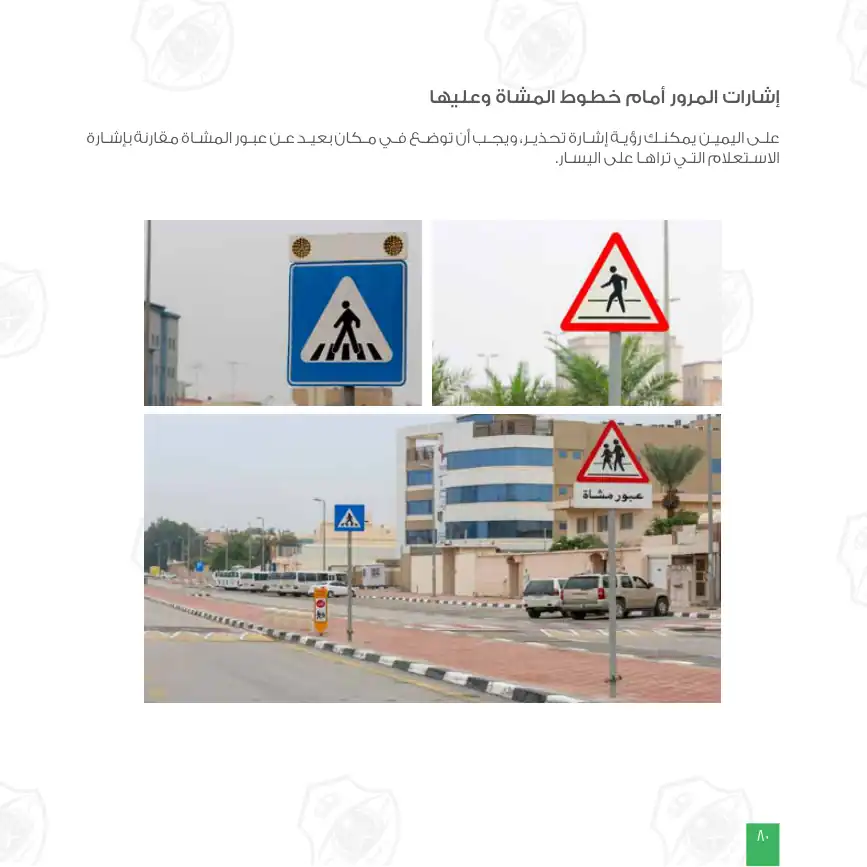 إشارات المرور أمام خطوط المشاة وعليها
على اليمين يمكنك رؤية إشارة تحذير، ويجب أن توضع في مكان بعيد عن عبور المشاة مقارنة بإشارة
الاستعلام التي تراها على اليسار.
عبور مشاة
٨٠